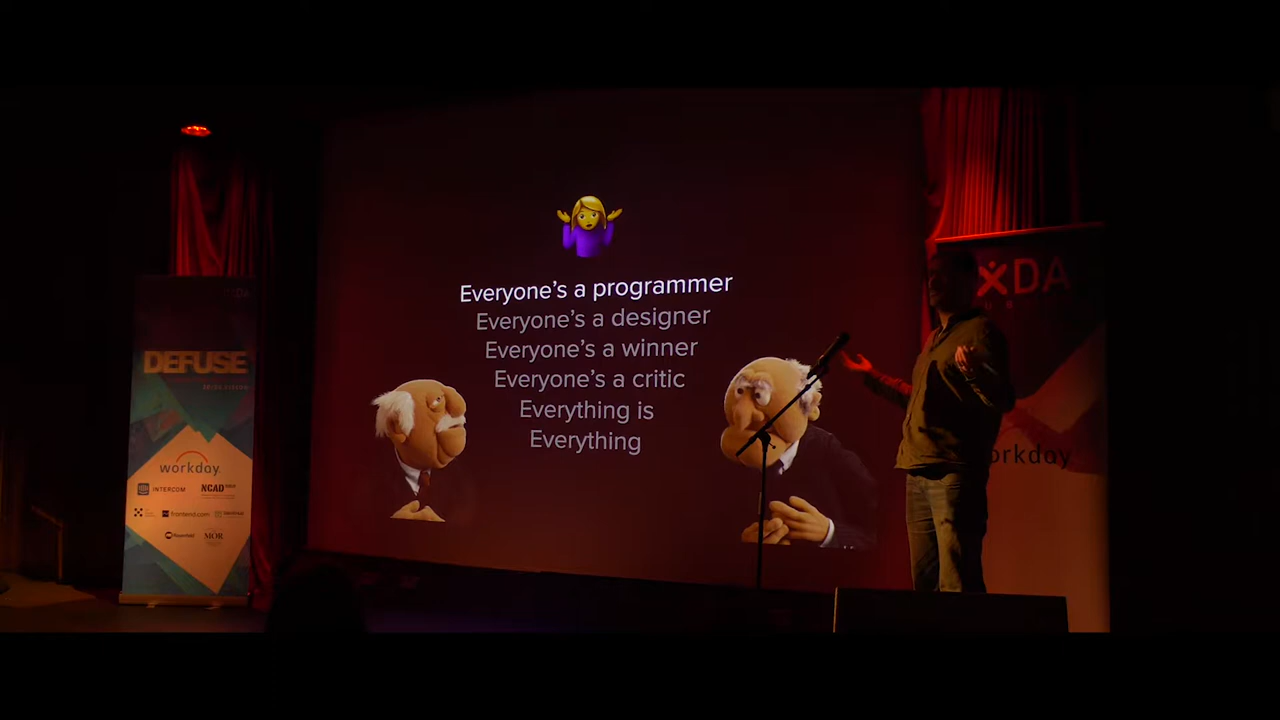 DEFUSE
workday
INTERCOM
NCAD
frontend.com
MOR
Everyone's a programmer
Everyone's a designer
Everyone's a winner
Everyone's a critic
Everything is
Everything
XDA
workday